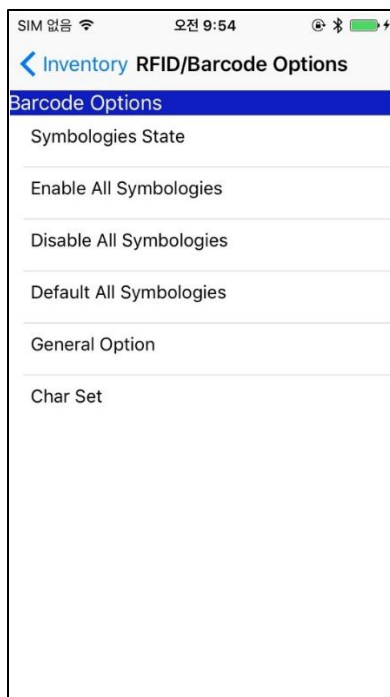 SIM 없음 오전 9:54
Inventory RFID/Barcode Options
Barcode Options
Symbologies State
Enable All Symbologies
Disable All Symbologies
Default All Symbologies
General Option
Char Set